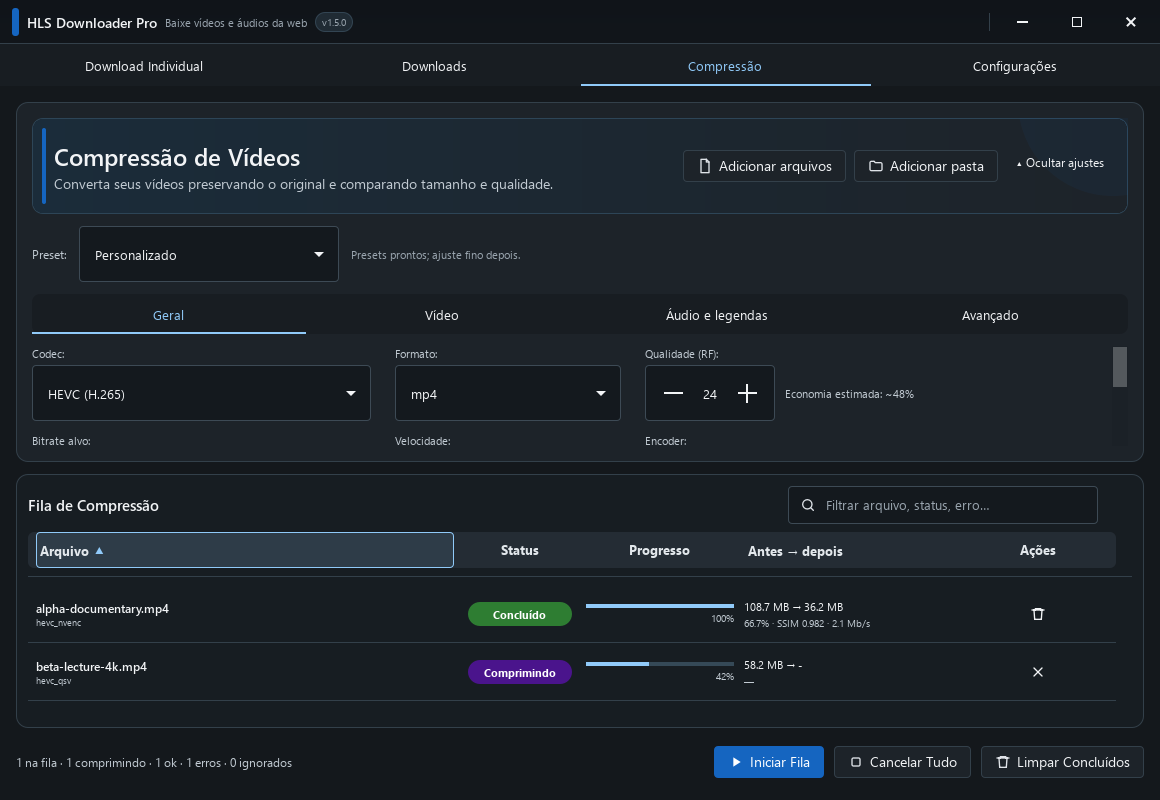 HLS Downloader Pro Baixe vídeos e áudios da web v1.5.0
Download Individual Downloads Compressão Configurações
Compressão de Vídeos
Converta seus vídeos preservando o original e comparando tamanho e qualidade.
Adicionar arquivos Adicionar pasta ▴ Ocultar ajustes
Preset: Personalizado Presets prontos; ajuste fino depois.
Geral Vídeo Áudio e legendas Avançado
Codec: Formato: Qualidade (RF):
HEVC (H.265) mp4 24 Economia estimada: ~48%
Bitrate alvo: Velocidade: Encoder:
Fila de Compressão Filtrar arquivo, status, erro...
Arquivo ▲ Status Progresso Antes → depois Ações
alpha-documentary.mp4 Concluído 108.7 MB → 36.2 MB
hevc_nvenc 100% 66.7% · SSIM 0.982 · 2.1 Mb/s
beta-lecture-4k.mp4 Comprimindo 58.2 MB → -
hevc_qsv 42% —
1 na fila · 1 comprimindo · 1 ok · 1 erros · 0 ignorados
Iniciar Fila Cancelar Tudo Limpar Concluídos